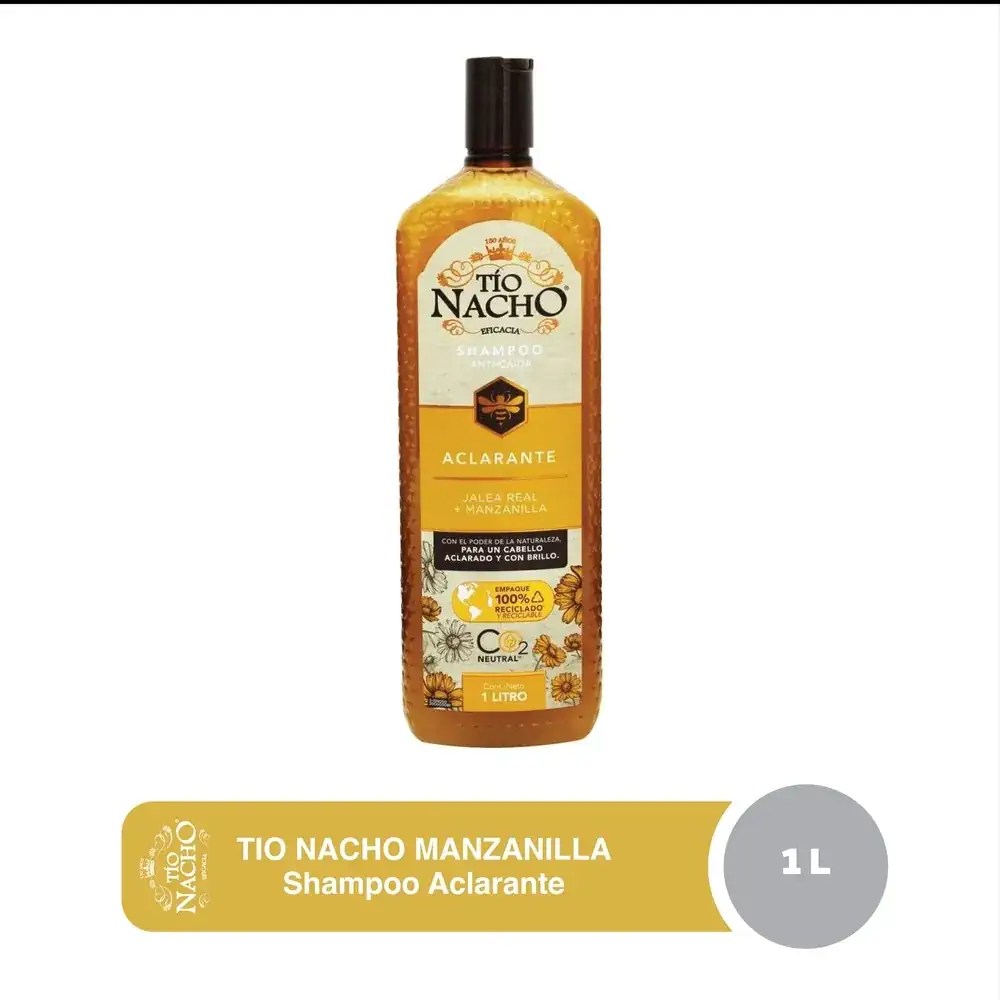 150 AÑOS
TÍO
NACHO®
EFICACIA
SHAMPOO
ANTI-CAÍDA
ACLARANTE
JALEA REAL
+ MANZANILLA
CON EL PODER DE LA NATURALEZA,
PARA UN CABELLO
ACLARADO Y CON BRILLO.
EMPAQUE
100%
RECICLADO
Y RECICLABLE
CO2
NEUTRAL
Cont. Neto
1 LITRO
TÍO
NACHO
EFICACIA
TIO NACHO MANZANILLA
Shampoo Aclarante
1 L